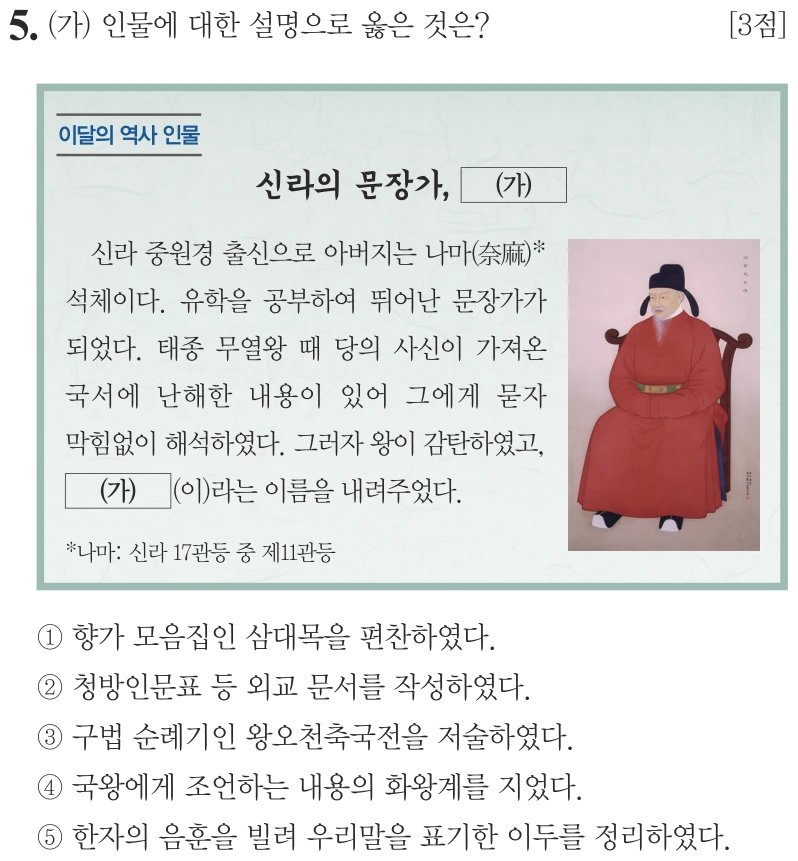 5. (가) 인물에 대한 설명으로 옳은 것은? [3점]
이달의 역사 인물
신라의 문장가, (가)
신라 중원경 출신으로 아버지는 나마(奈麻)*
석체이다. 유학을 공부하여 뛰어난 문장가가
되었다. 태종 무열왕 때 당의 사신이 가져온
국서에 난해한 내용이 있어 그에게 묻자
막힘없이 해석하였다. 그러자 왕이 감탄하였고,
(가) (이)라는 이름을 내려주었다.
*나마: 신라 17관등 중 제11관등
① 향가 모음집인 삼대목을 편찬하였다.
② 청방인문표 등 외교 문서를 작성하였다.
③ 구법 순례기인 왕오천축국전을 저술하였다.
④ 국왕에게 조언하는 내용의 화왕계를 지었다.
⑤ 한자의 음훈을 빌려 우리말을 표기한 이두를 정리하였다.